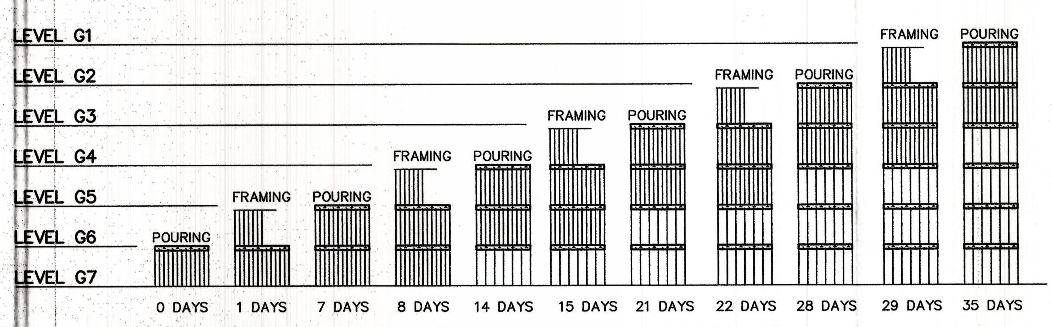 LEVEL G1
FRAMING POURING
LEVEL G2
FRAMING POURING
LEVEL G3
FRAMING POURING
LEVEL G4
FRAMING POURING
LEVEL G5
FRAMING POURING
LEVEL G6
POURING
LEVEL G7
0 DAYS 1 DAYS 7 DAYS 8 DAYS 14 DAYS 15 DAYS 21 DAYS 22 DAYS 28 DAYS 29 DAYS 35 DAYS